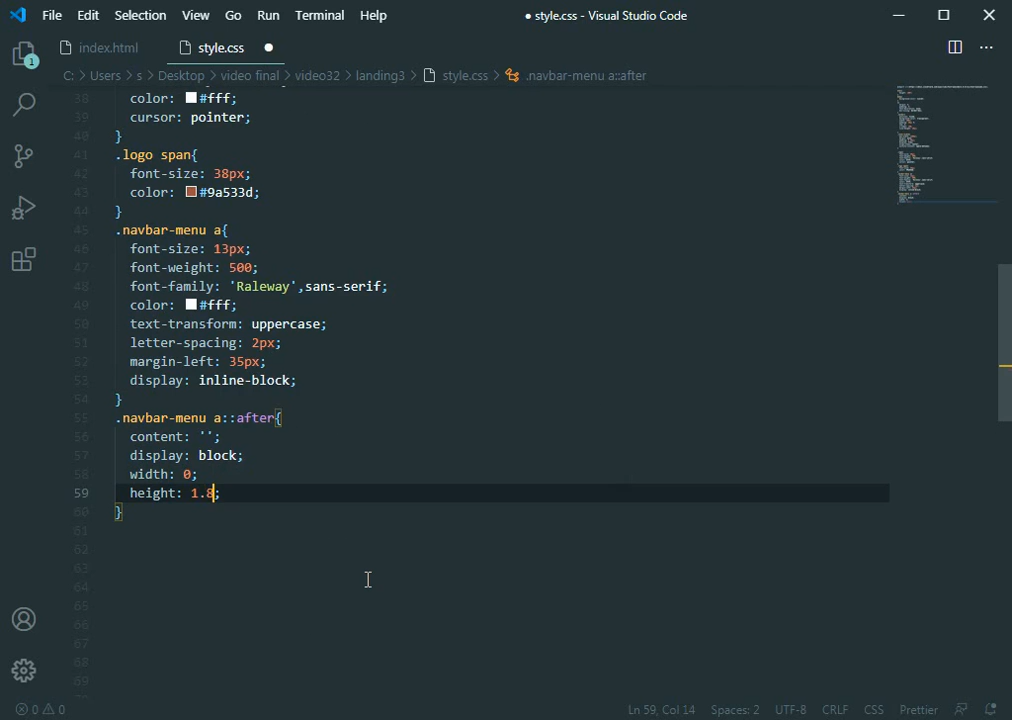 File Edit Selection View Go Run Terminal Help
● style.css - Visual Studio Code
index.html
style.css
C: > Users > s > Desktop > video final > video32 > landing3 > style.css > .navbar-menu a::after
38 color: #fff;
39 cursor: pointer;
40 }
41 .logo span{
42 font-size: 38px;
43 color: #9a533d;
44 }
45 .navbar-menu a{
46 font-size: 13px;
47 font-weight: 500;
48 font-family: 'Raleway',sans-serif;
49 color: #fff;
50 text-transform: uppercase;
51 letter-spacing: 2px;
52 margin-left: 35px;
53 display: inline-block;
54 }
55 .navbar-menu a::after{
56 content: '';
57 display: block;
58 width: 0;
59 height: 1.8;
60 }
61
62
63
64
65
66
67
68
69
1
0 0
Ln 59, Col 14 Spaces: 2 UTF-8 CRLF CSS Prettier